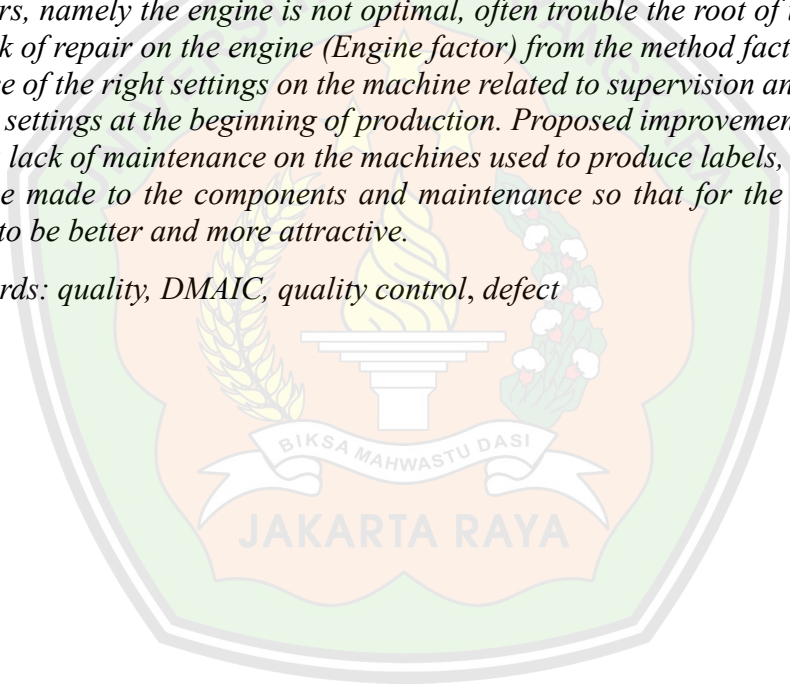 rs, namely the engine is not optimal, often trouble the root of
k of repair on the engine (Engine factor) from the method fact
e of the right settings on the machine related to supervision an
settings at the beginning of production. Proposed improvemen
lack of maintenance on the machines used to produce labels,
e made to the components and maintenance so that for the
to be better and more attractive.
rds: quality, DMAIC, quality control, defect
BIKSA MAHWASTU DASI
JAKARTA RAYA